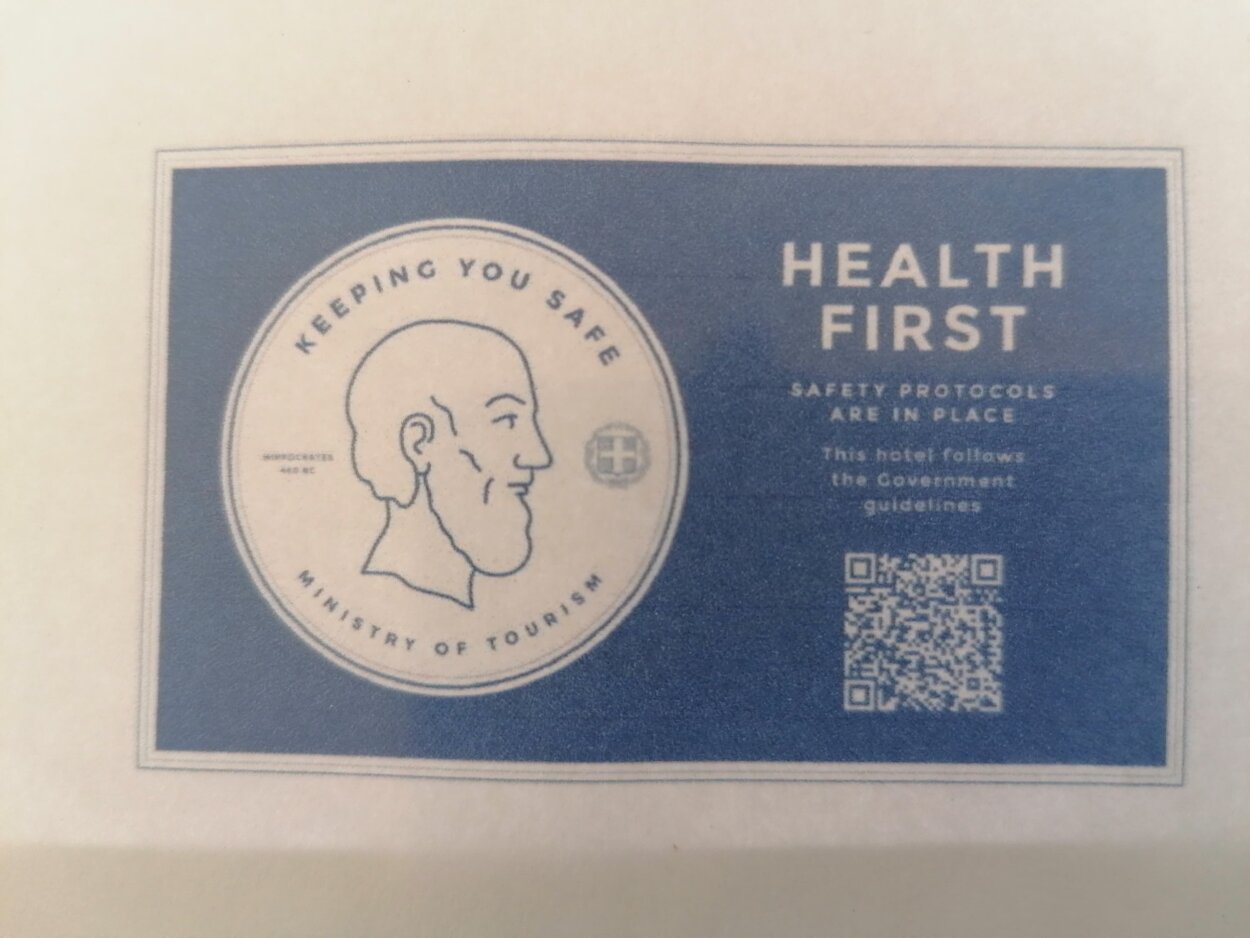 KEEPING YOU SAFE
HIPPOCRATES
460 BC
MINISTRY OF TOURISM
HEALTH
FIRST
SAFETY PROTOCOLS
ARE IN PLACE
This hotel follows
the Government
guidelines